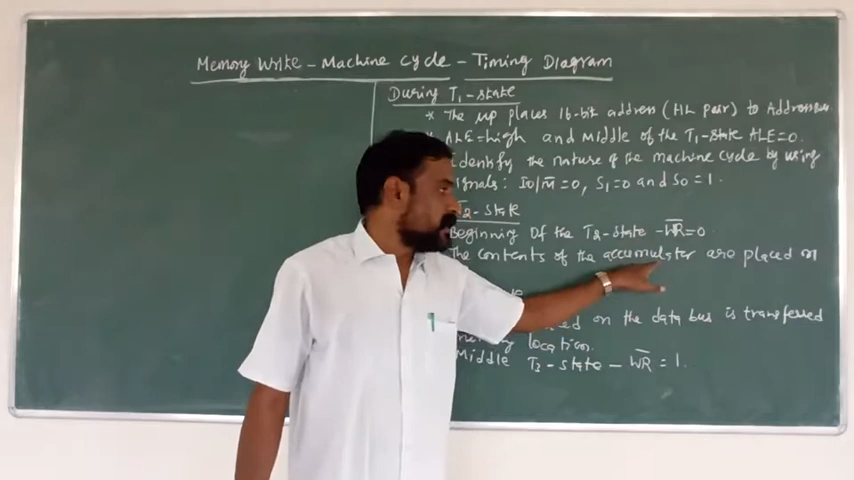 Memory Write - Machine Cycle - Timing Diagram
During T1-state
* The up places 16-bit address (HL pair) to Address Bus
* ALE=high and Middle of the T1-state ALE=0.
identify the nature of the machine cycle by using
signals: IO/M̅=0, S1=0 and S0=1.
T2-state
Beginning Of the T2-state - W̅R̅=0
The contents of the accumulator are placed on
on the data bus is transferred
location.
Middle T3-state - W̅R̅ = 1.